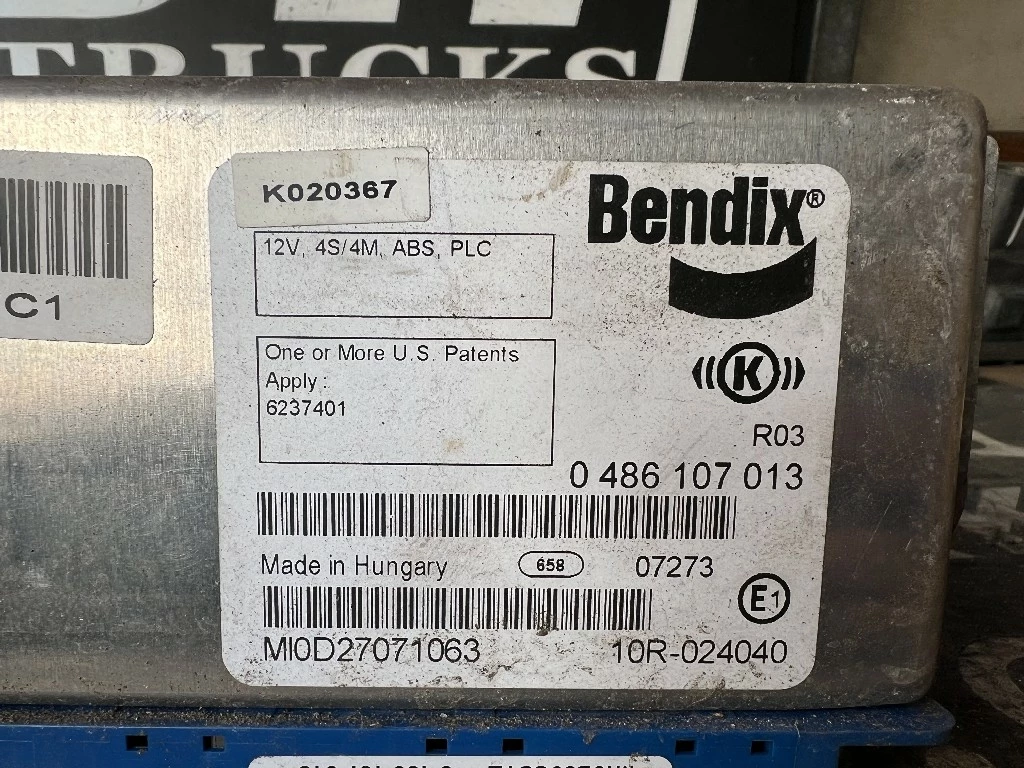 TRUCKS
C1
K020367
Bendix®
12V, 4S/4M, ABS, PLC
One or More U.S. Patents
Apply :
6237401
K
R03
0 486 107 013
Made in Hungary 658 07273
E1
MI0D27071063 10R-024040